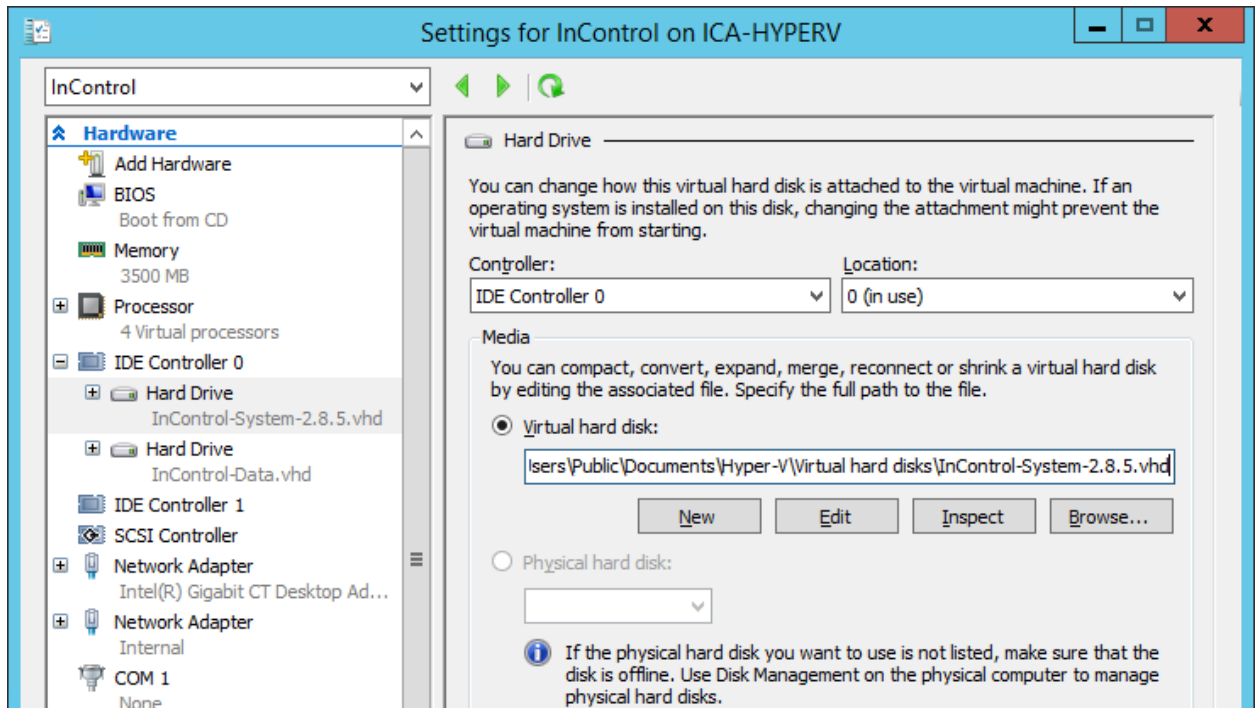 Settings for InControl on ICA-HYPERV
InControl
Hardware
Add Hardware
BIOS
Boot from CD
Memory
3500 MB
Processor
4 Virtual processors
IDE Controller 0
Hard Drive
InControl-System-2.8.5.vhd
Hard Drive
InControl-Data.vhd
IDE Controller 1
SCSI Controller
Network Adapter
Intel(R) Gigabit CT Desktop Ad...
Network Adapter
Internal
COM 1
None
Hard Drive
You can change how this virtual hard disk is attached to the virtual machine. If an
operating system is installed on this disk, changing the attachment might prevent the
virtual machine from starting.
Controller:
Location:
IDE Controller 0
0 (in use)
Media
You can compact, convert, expand, merge, reconnect or shrink a virtual hard disk
by editing the associated file. Specify the full path to the file.
Virtual hard disk:
sers\Public\Documents\Hyper-V\Virtual hard disks\InControl-System-2.8.5.vhd
New
Edit
Inspect
Browse...
Physical hard disk:
If the physical hard disk you want to use is not listed, make sure that the
disk is offline. Use Disk Management on the physical computer to manage
physical hard disks.